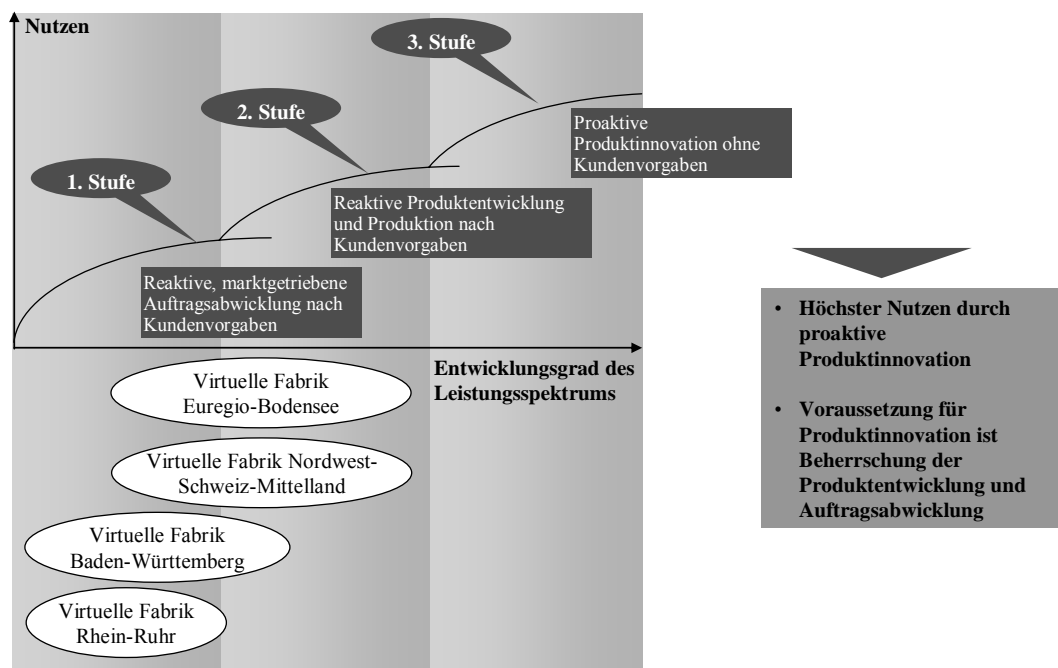 Nutzen
3. Stufe
2. Stufe
1. Stufe
Proaktive
Produktinnovation ohne
Kundenvorgaben
Reaktive Produktentwicklung
und Produktion nach
Kundenvorgaben
Reaktive, marktgetriebene
Auftragsabwicklung nach
Kundenvorgaben
Entwicklungsgrad des
Leistungsspektrums
Virtuelle Fabrik
Euregio-Bodensee
Virtuelle Fabrik Nordwest-
Schweiz-Mittelland
Virtuelle Fabrik
Baden-Württemberg
Virtuelle Fabrik
Rhein-Ruhr
• Höchster Nutzen durch
proaktive
Produktinnovation
• Voraussetzung für
Produktinnovation ist
Beherrschung der
Produktentwicklung und
Auftragsabwicklung